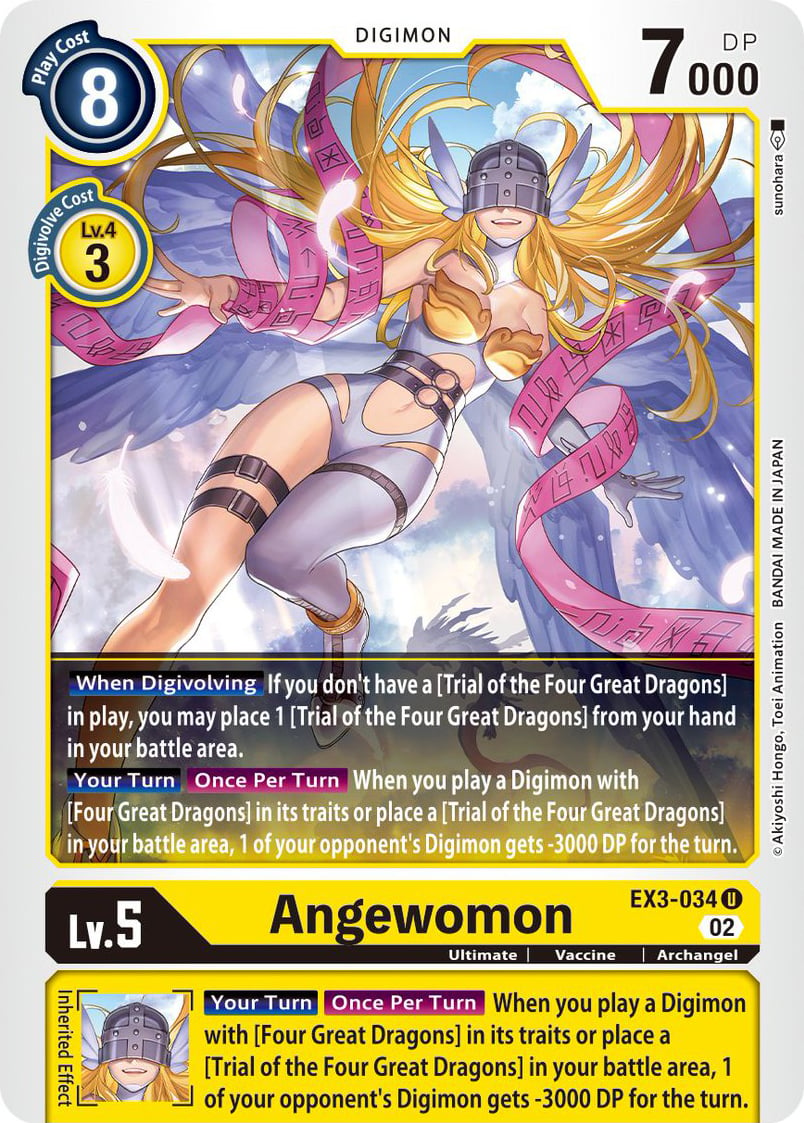 Play Cost
8
DIGIMON
7000
DP
sunohara
Digivolve Cost
Lv.4
3
When Digivolving If you don't have a [Trial of the Four Great Dragons]
in play, you may place 1 [Trial of the Four Great Dragons] from your hand
in your battle area.
Your Turn Once Per Turn When you play a Digimon with
[Four Great Dragons] in its traits or place a [Trial of the Four Great Dragons]
in your battle area, 1 of your opponent's Digimon gets -3000 DP for the turn.
© Akiyoshi Hongo, Toei Animation BANDAI MADE IN JAPAN
Lv.5
Angewomon
EX3-034 U
02
Ultimate | Vaccine | Archangel
Inherited Effect
Your Turn Once Per Turn When you play a Digimon
with [Four Great Dragons] in its traits or place a
[Trial of the Four Great Dragons] in your battle area, 1
of your opponent's Digimon gets -3000 DP for the turn.